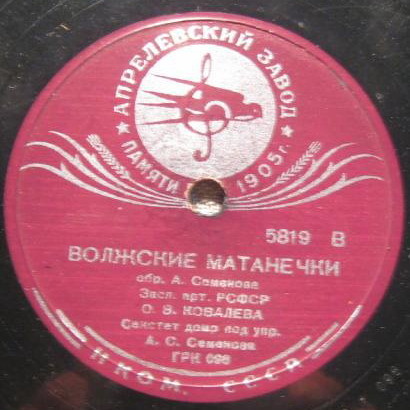 ★ АПРЕЛЕВСКИЙ ЗАВОД ★
ПАМЯТИ 1905 г.
5819 В
ВОЛЖСКИЕ МАТАНЕЧКИ
обр. А. Семенова
Засл. арт. РСФСР
О. В. КОВАЛЕВА
Секстет домр под упр.
А. С. Семенова
ГРК 098
НКОМ. СССР